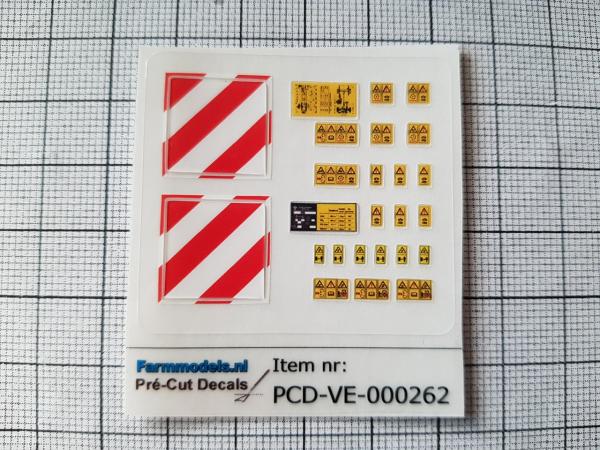 Farmmodels.nl
Pré-Cut Decals
Item nr:
PCD-VE-000262